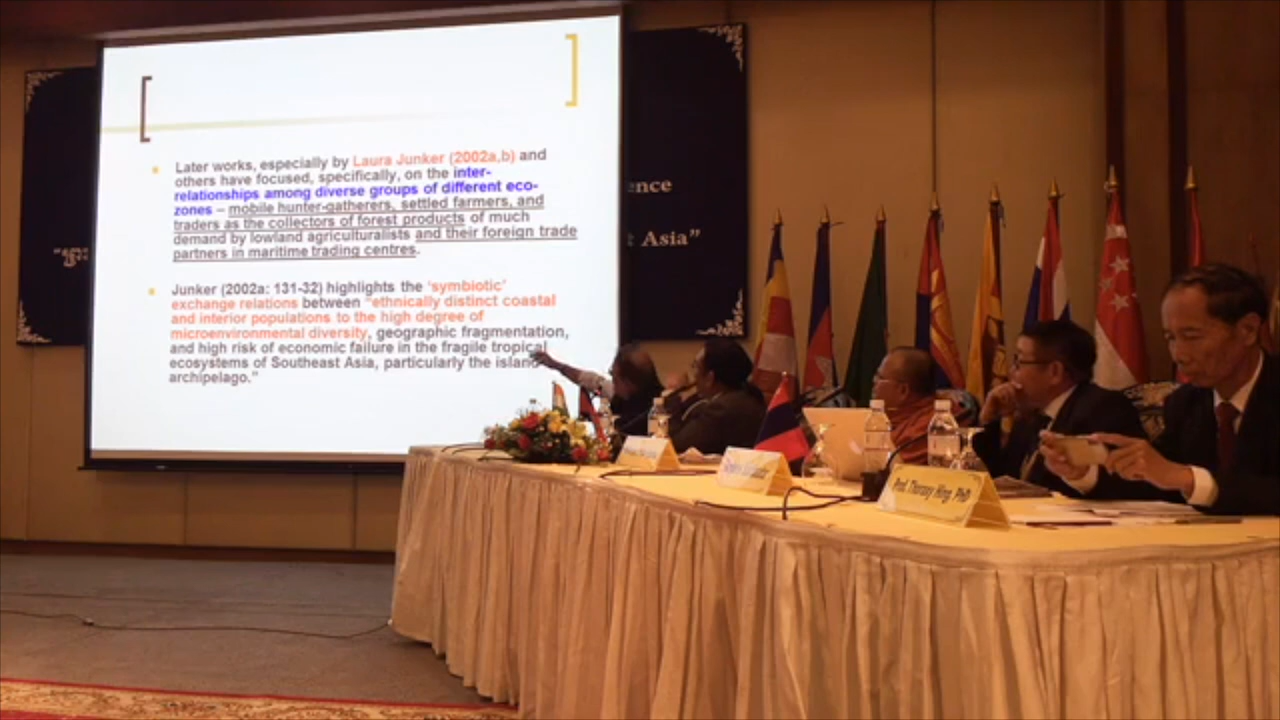 Later works, especially by Laura Junker (2002a,b) and
others have focused, specifically, on the inter-
relationships among diverse groups of different eco-
zones – mobile hunter-gatherers, settled farmers, and
traders as the collectors of forest products of much
demand by lowland agriculturalists and their foreign trade
partners in maritime trading centres.
Junker (2002a: 131-32) highlights the ‘symbiotic’
exchange relations between “ethnically distinct coastal
and interior populations to the high degree of
microenvironmental diversity, geographic fragmentation,
and high risk of economic failure in the fragile tropical
ecosystems of Southeast Asia, particularly the island
archipelago.”
ence
Asia”
Prof. Thorasy Hing, PhD